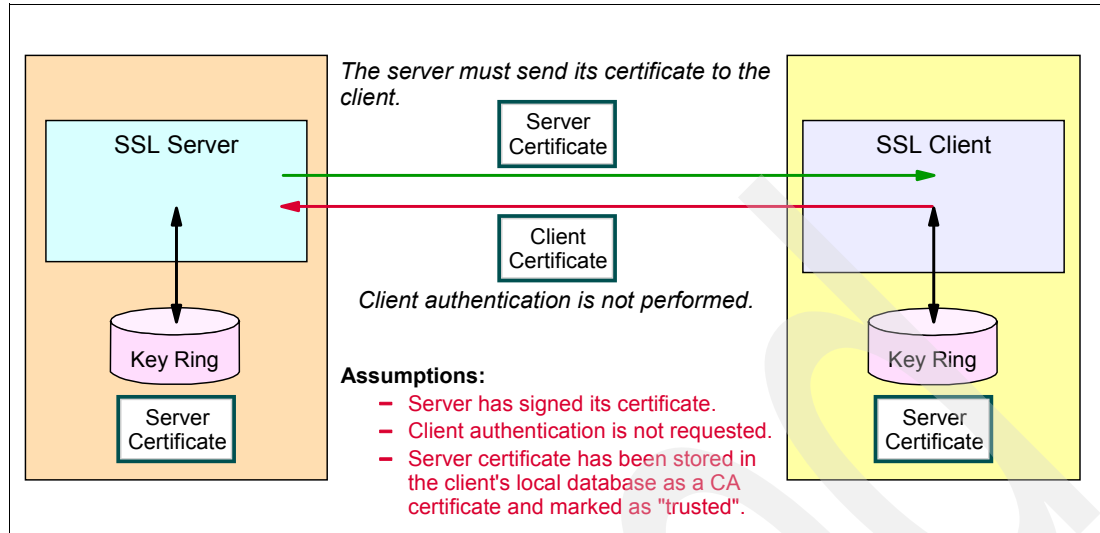 The server must send its certificate to the
client.
Server
Certificate
SSL Server
SSL Client
Client
Certificate
Client authentication is not performed.
Key Ring
Server
Certificate
Key Ring
Server
Certificate
Assumptions:
– Server has signed its certificate.
– Client authentication is not requested.
– Server certificate has been stored in
the client's local database as a CA
certificate and marked as "trusted".